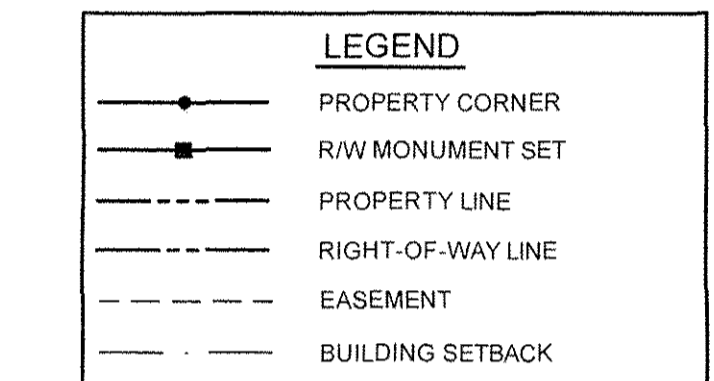 LEGEND
PROPERTY CORNER
R/W MONUMENT SET
PROPERTY LINE
RIGHT-OF-WAY LINE
EASEMENT
BUILDING SETBACK